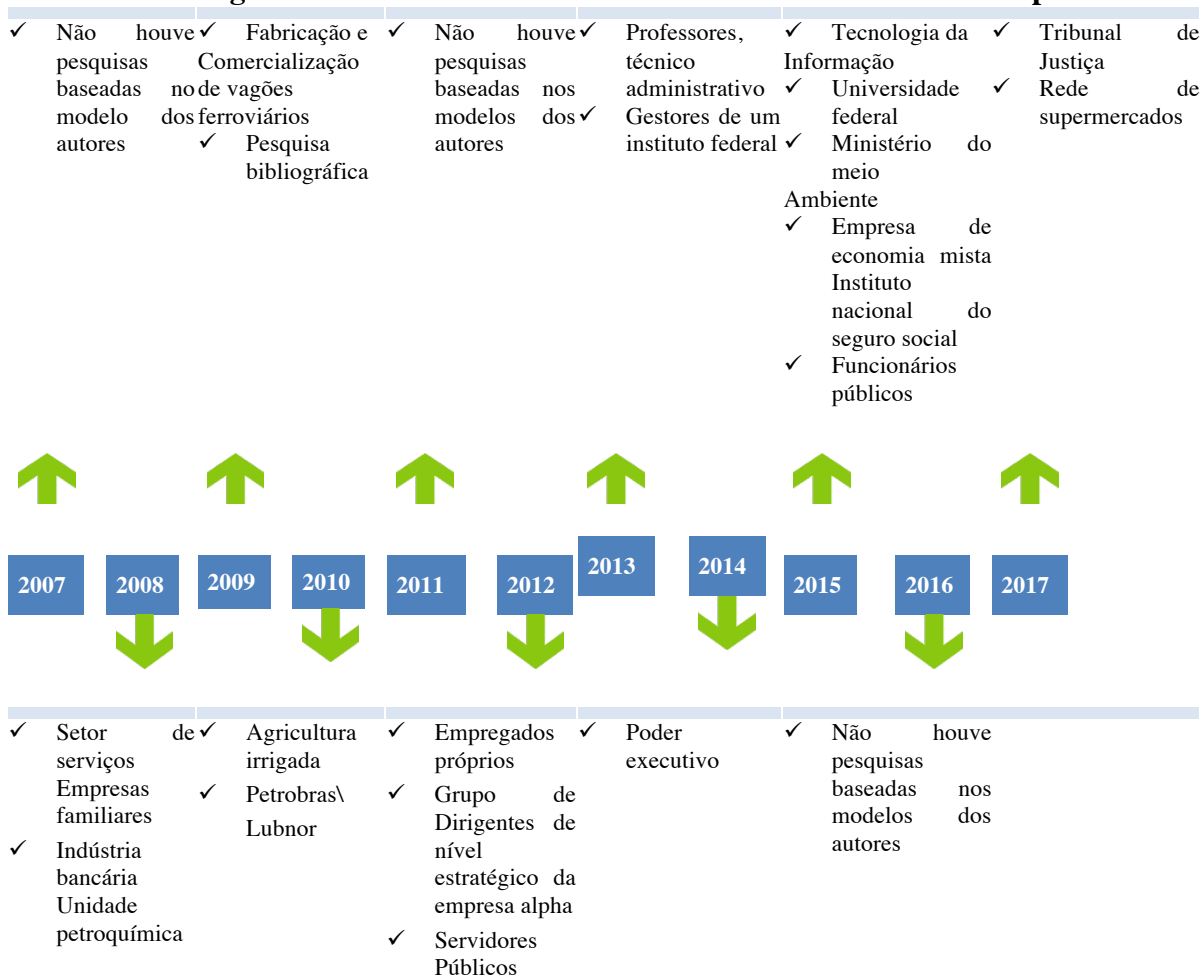 ✓ Não houve
pesquisas
baseadas no
modelo dos
autores
✓ Fabricação e
Comercialização
de vagões
ferroviários
✓ Pesquisa
bibliográfica
✓ Não houve
pesquisas
baseadas nos
modelos dos
autores
✓ Professores,
técnico
administrativo
✓ Gestores de um
instituto federal
✓ Tecnologia da
Informação
✓ Universidade
federal
✓ Ministério do
meio
Ambiente
✓ Empresa de
economia mista
Instituto
nacional do
seguro social
✓ Funcionários
públicos
✓ Tribunal de
Justiça
✓ Rede de
supermercados
2007
2008
2009
2010
2011
2012
2013
2014
2015
2016
2017
✓ Setor de
serviços
Empresas
familiares
✓ Indústria
bancária
Unidade
petroquímica
✓ Agricultura
irrigada
✓ Petrobras\
Lubnor
✓ Empregados
próprios
✓ Grupo de
Dirigentes de
nível
estratégico da
empresa alpha
✓ Servidores
Públicos
✓ Poder
executivo
✓ Não houve
pesquisas
baseadas nos
modelos dos
autores